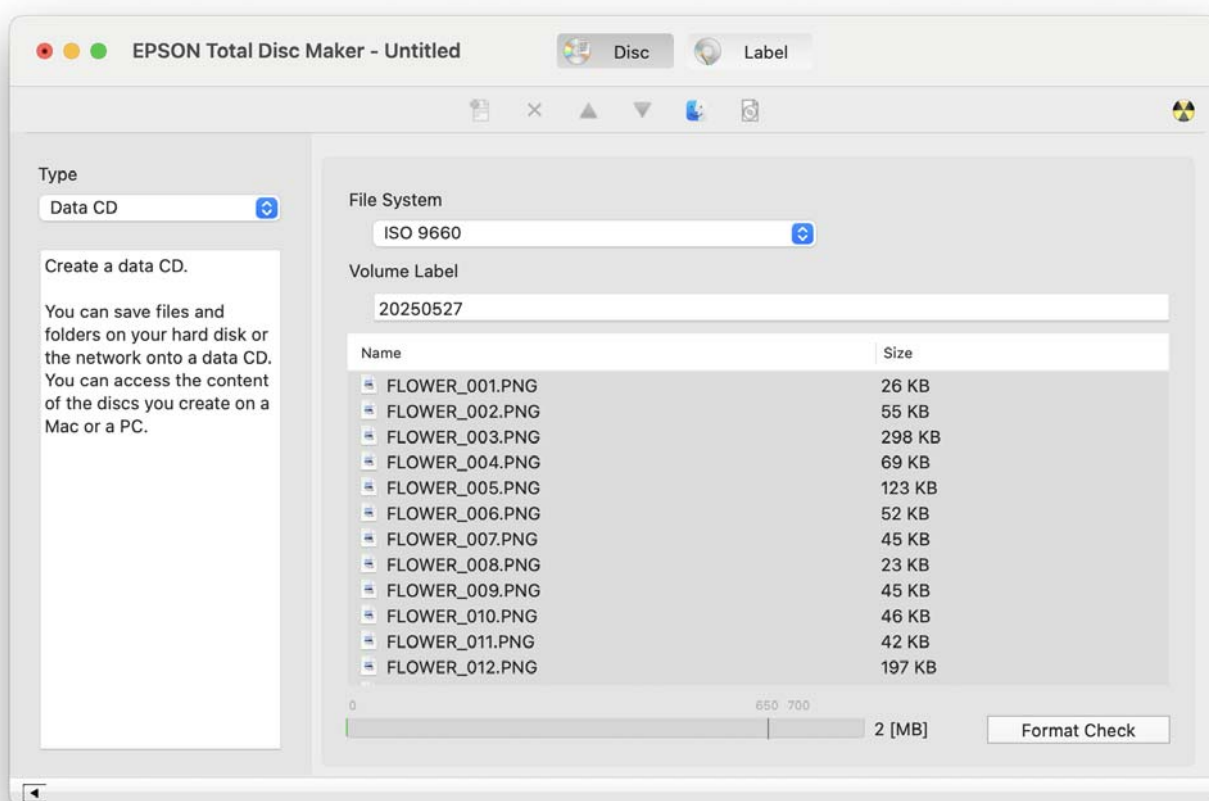 EPSON Total Disc Maker - Untitled
Disc
Label
Type
Data CD
Create a data CD.
You can save files and
folders on your hard disk or
the network onto a data CD.
You can access the content
of the discs you create on a
Mac or a PC.
File System
ISO 9660
Volume Label
20250527
Name Size
FLOWER_001.PNG 26 KB
FLOWER_002.PNG 55 KB
FLOWER_003.PNG 298 KB
FLOWER_004.PNG 69 KB
FLOWER_005.PNG 123 KB
FLOWER_006.PNG 52 KB
FLOWER_007.PNG 45 KB
FLOWER_008.PNG 23 KB
FLOWER_009.PNG 45 KB
FLOWER_010.PNG 46 KB
FLOWER_011.PNG 42 KB
FLOWER_012.PNG 197 KB
0 650 700
2 [MB]
Format Check